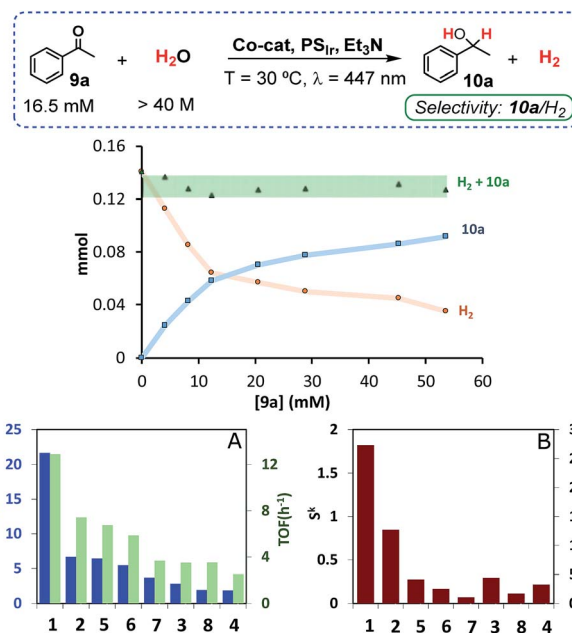 O
9a
+
H₂O
Co-cat, PS_Ir, Et₃N
T = 30 ºC, λ = 447 nm
HO H
10a
+
H₂
16.5 mM
> 40 M
Selectivity: 10a/H₂
0.16
0.12
0.08
0.04
0
mmol
H₂ + 10a
10a
H₂
0 10 20 30 40 50 60
[9a] (mM)
A
25
20
15
10
5
0
12
8
4
0
TOF(h⁻¹)
1 2 5 6 7 3 8 4
B
2
1.5
1
0.5
0
Sᵏ
1 2 5 6 7 3 8 4